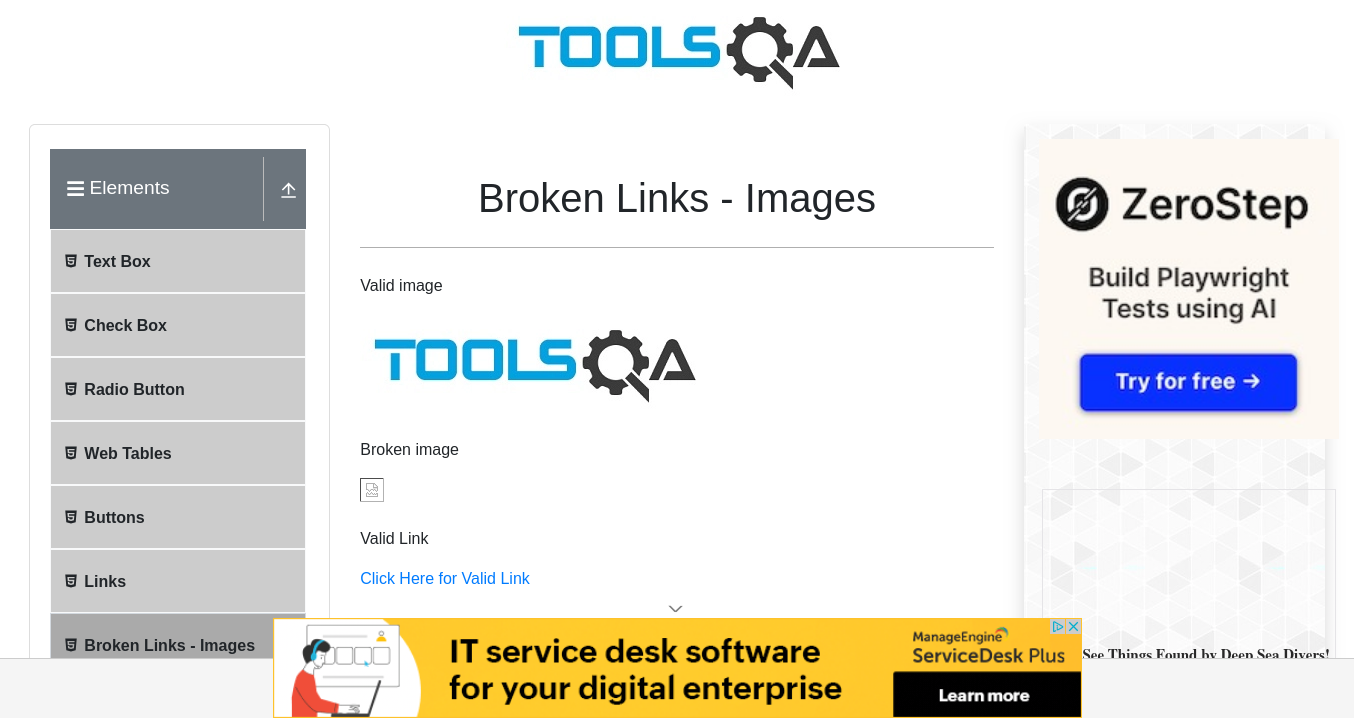 TOOLSQA
Elements
Text Box
Check Box
Radio Button
Web Tables
Buttons
Links
Broken Links - Images
Broken Links - Images
Valid image
TOOLSQA
Broken image
Valid Link
Click Here for Valid Link
ZeroStep
Build Playwright
Tests using AI
Try for free →
See Things Found by Deep Sea Divers!
IT service desk software
for your digital enterprise
ManageEngine
ServiceDesk Plus
Learn more